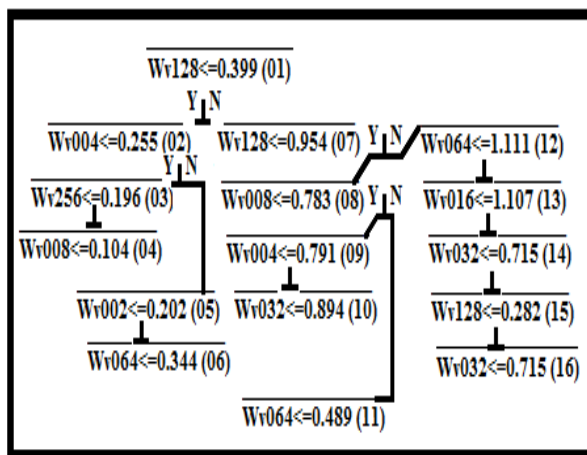 Wv128<=0.399 (01)
Y N
Wv004<=0.255 (02) Wv128<=0.954 (07) Y N Wv064<=1.111 (12)
Y N
Wv256<=0.196 (03) Wv008<=0.783 (08) Y N Wv016<=1.107 (13)
Wv008<=0.104 (04) Wv004<=0.791 (09) Wv032<=0.715 (14)
Wv002<=0.202 (05) Wv032<=0.894 (10) Wv128<=0.282 (15)
Wv064<=0.344 (06) Wv032<=0.715 (16)
Wv064<=0.489 (11)